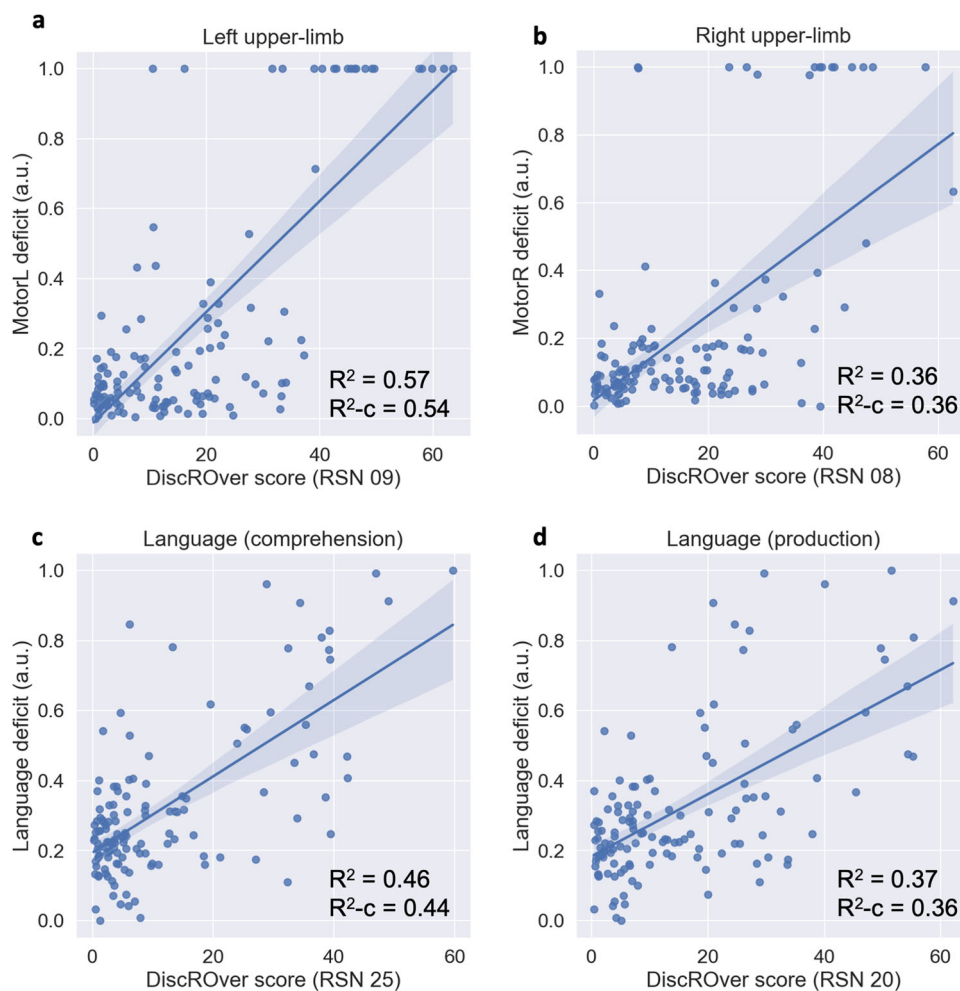 a
Left upper-limb
MotorL deficit (a.u.)
1.0
0.8
0.6
0.4
0.2
0.0
R² = 0.57
R²-c = 0.54
0 20 40 60
DiscROver score (RSN 09)
b
Right upper-limb
MotorR deficit (a.u.)
1.0
0.8
0.6
0.4
0.2
0.0
R² = 0.36
R²-c = 0.36
0 20 40 60
DiscROver score (RSN 08)
c
Language (comprehension)
Language deficit (a.u.)
1.0
0.8
0.6
0.4
0.2
0.0
R² = 0.46
R²-c = 0.44
0 20 40 60
DiscROver score (RSN 25)
d
Language (production)
Language deficit (a.u.)
1.0
0.8
0.6
0.4
0.2
0.0
R² = 0.37
R²-c = 0.36
0 20 40 60
DiscROver score (RSN 20)